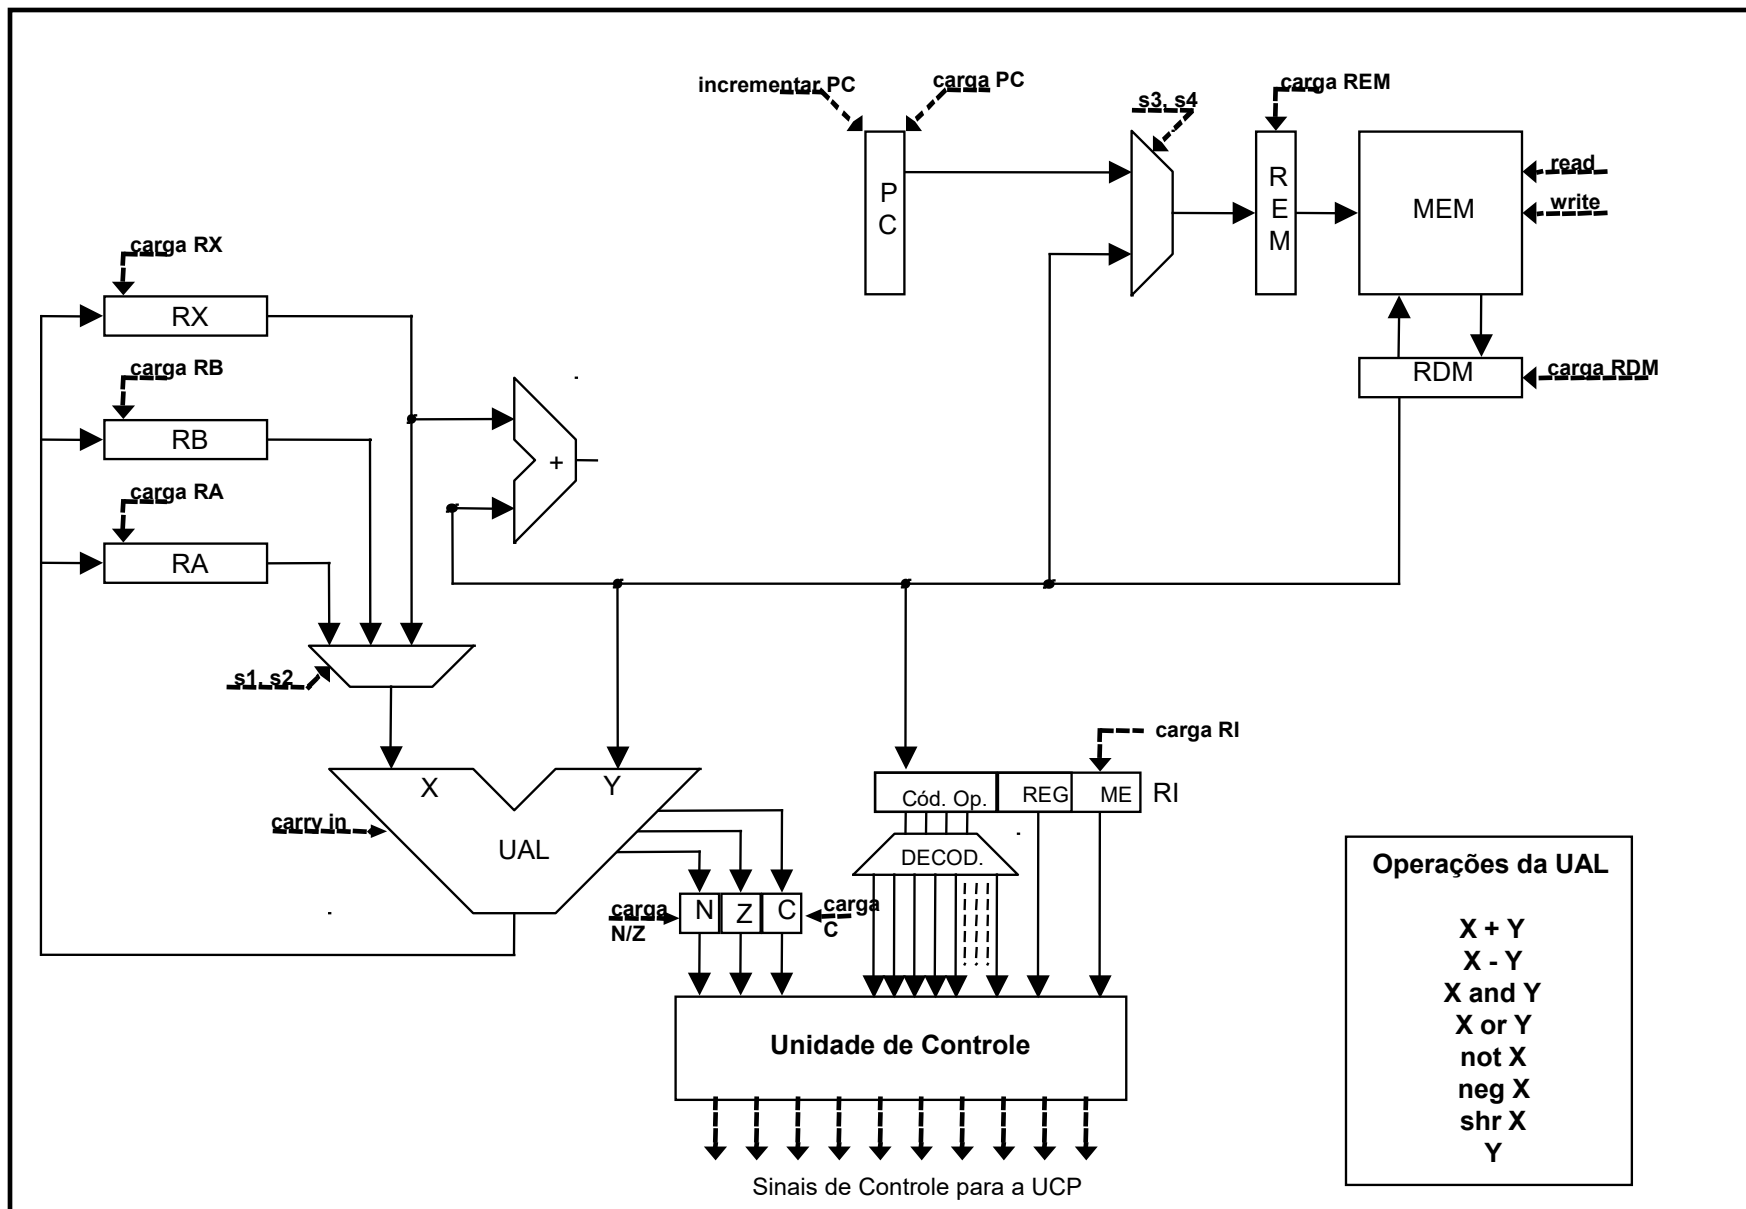 incrementar PC
carga PC
s3, s4
carga REM
PC
REM
MEM
read
write
carga RX
RX
carga RB
RB
carga RA
RA
+
RDM
carga RDM
s1, s2
X
Y
UAL
carry in
carga RI
Cód. Op.
REG
ME
RI
DECOD.
carga
N/Z
N
Z
C
carga
C
Unidade de Controle
Sinais de Controle para a UCP
Operações da UAL
X + Y
X - Y
X and Y
X or Y
not X
neg X
shr X
Y